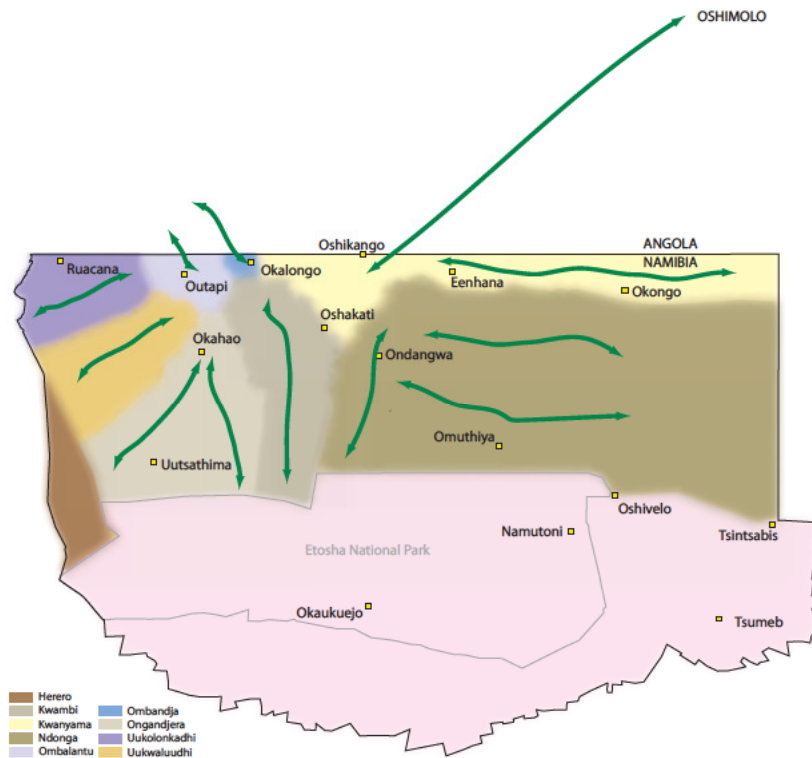 OSHIMOLO
Oshikango
ANGOLA
NAMIBIA
Ruacana
Outapi
Okalongo
Eenhana
Okongo
Oshakati
Okahao
Ondangwa
Omuthiya
Uutsathima
Oshivelo
Namutoni
Tsintsabis
Etosha National Park
Okaukuejo
Tsumeb
Herero
Kwambi
Kwanyama
Ndonga
Ombalantu
Ombandja
Ongandjera
Uukolonkadhi
Uukwaluudhi